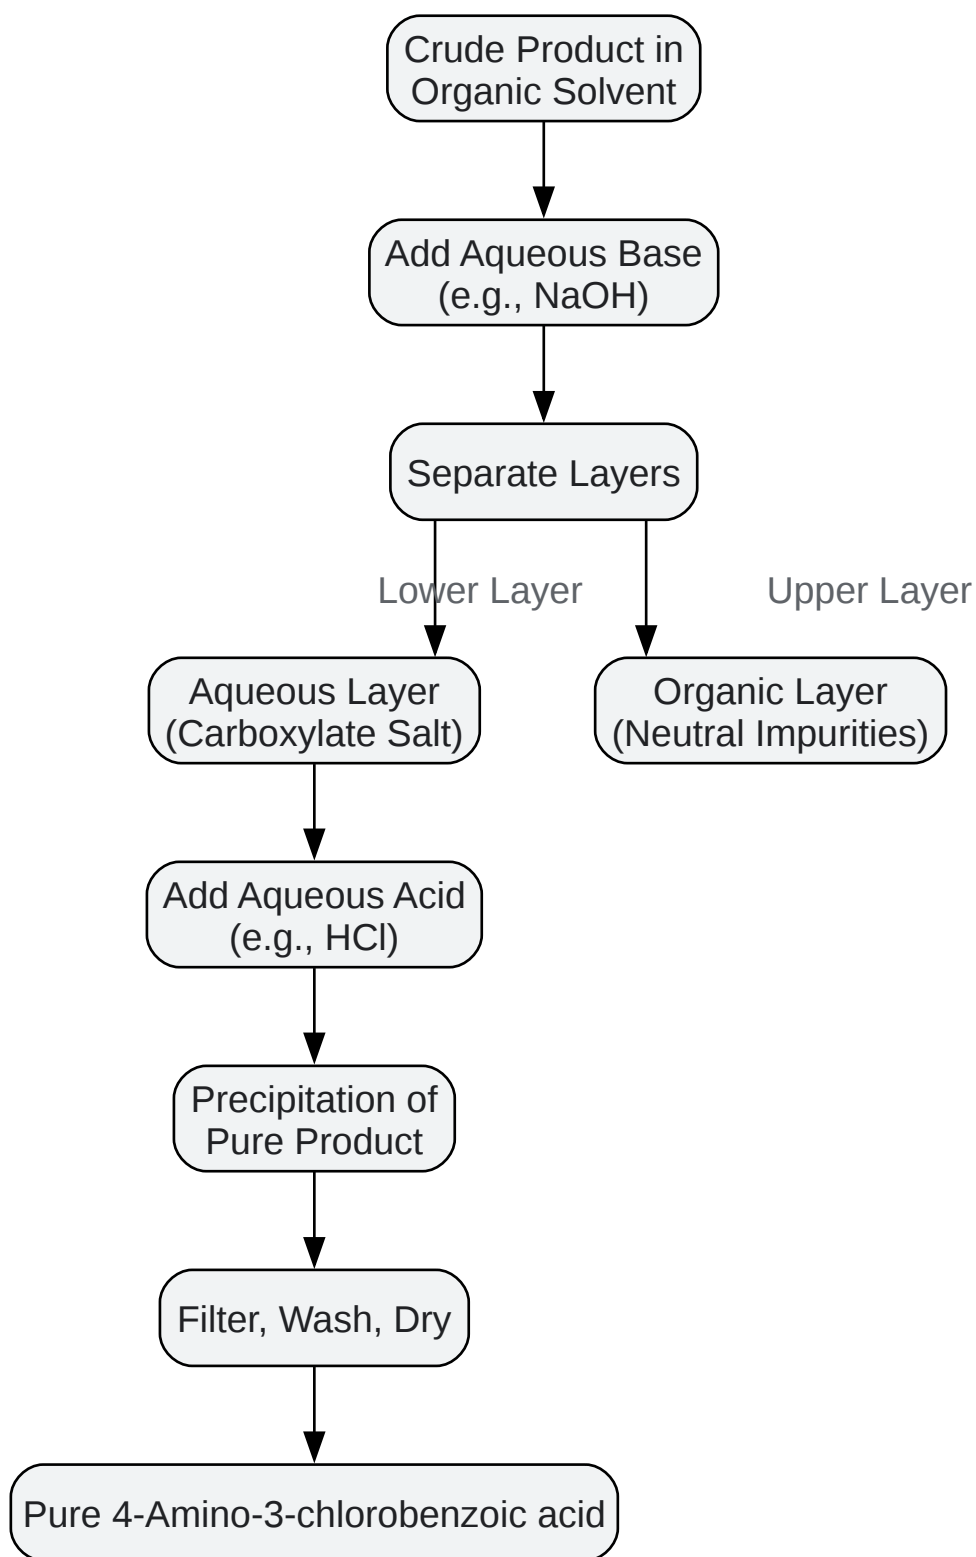 Crude Product in
Organic Solvent
Add Aqueous Base
(e.g., NaOH)
Separate Layers
Lower Layer
Upper Layer
Aqueous Layer
(Carboxylate Salt)
Organic Layer
(Neutral Impurities)
Add Aqueous Acid
(e.g., HCl)
Precipitation of
Pure Product
Filter, Wash, Dry
Pure 4-Amino-3-chlorobenzoic acid